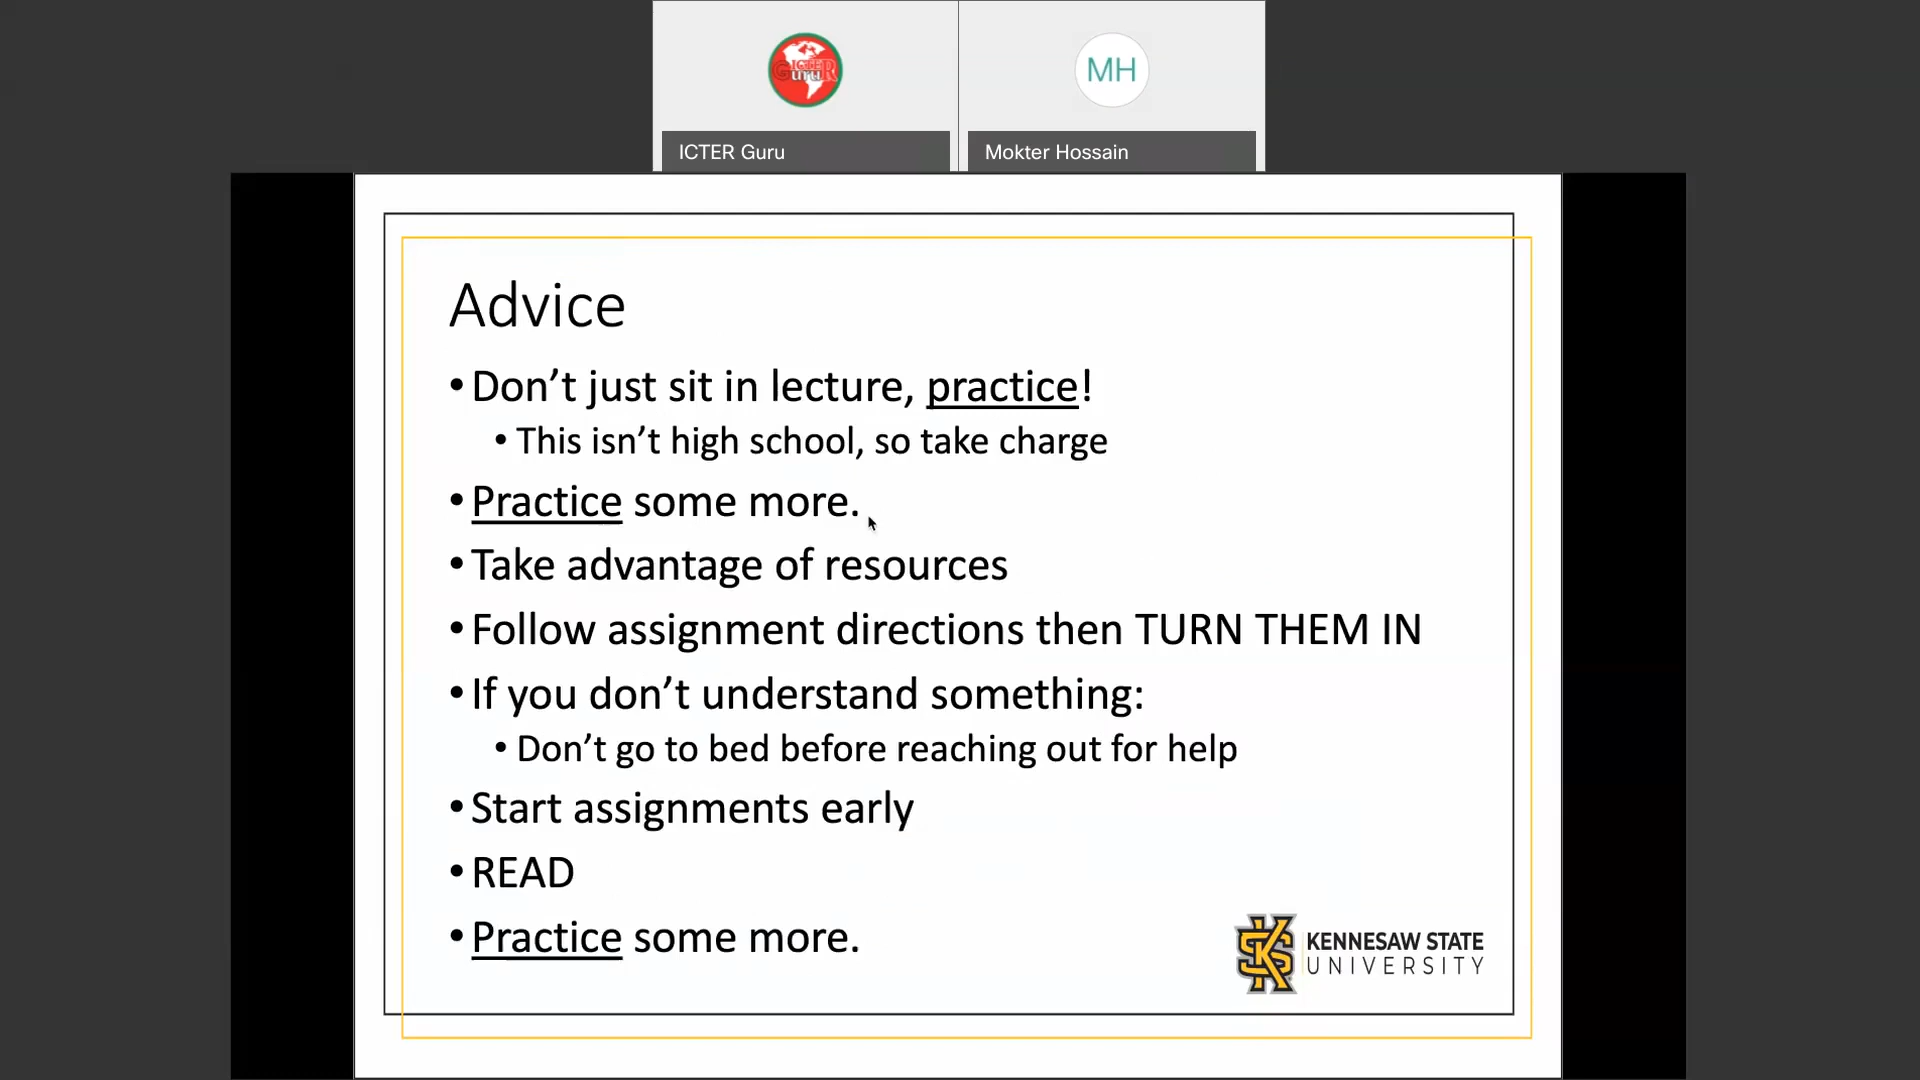 MH
ICTER Guru
Mokter Hossain
Advice
•Don’t just sit in lecture, practice!
•This isn’t high school, so take charge
•Practice some more.
•Take advantage of resources
•Follow assignment directions then TURN THEM IN
•If you don’t understand something:
•Don’t go to bed before reaching out for help
•Start assignments early
•READ
•Practice some more.
KENNESAW STATE
UNIVERSITY